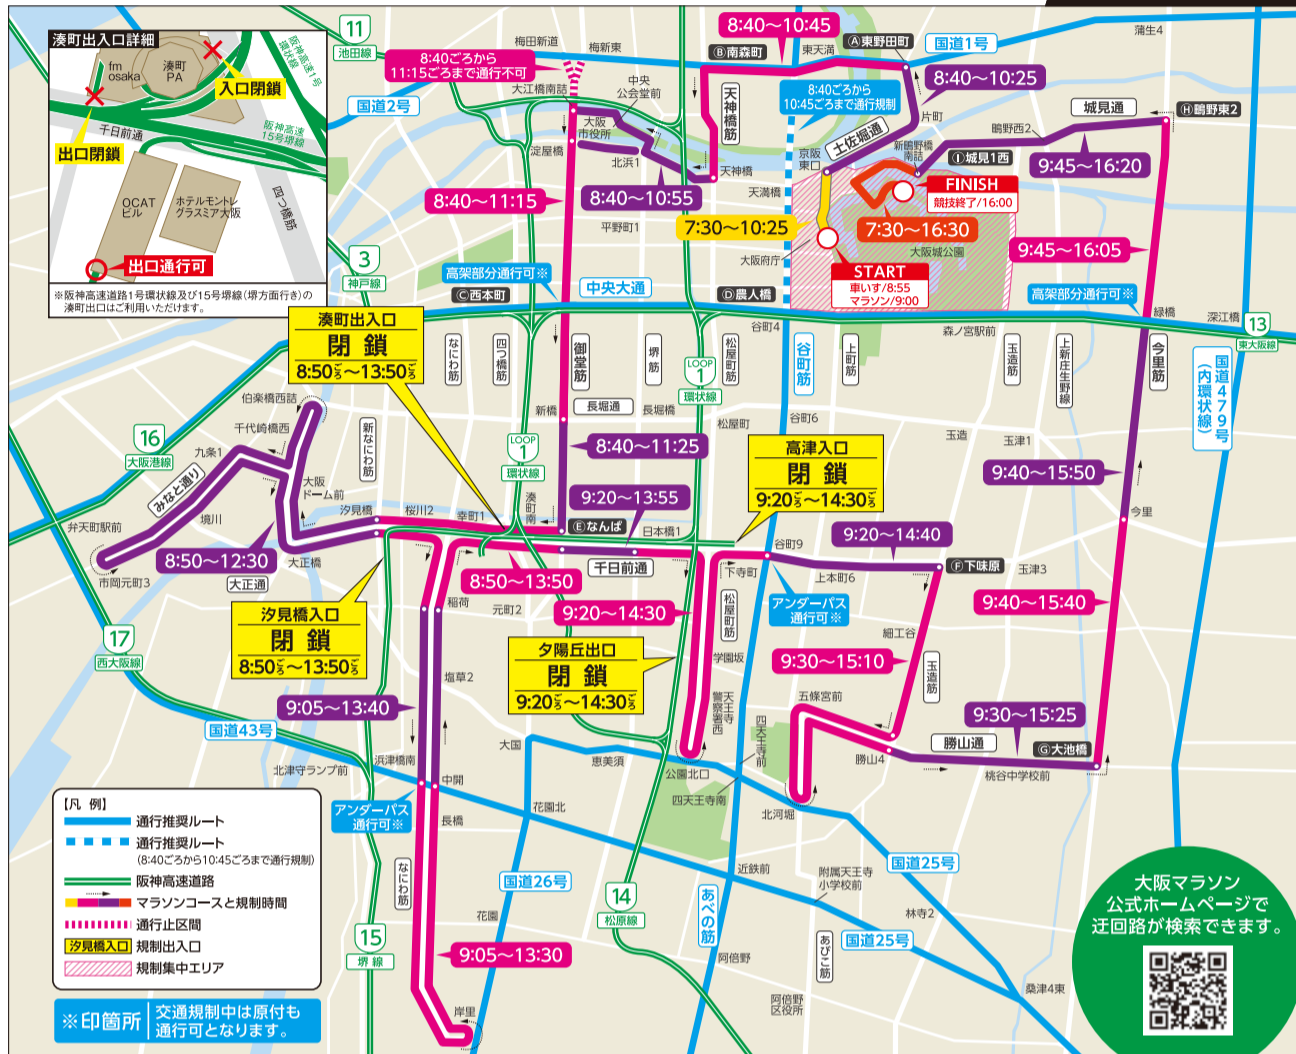 湊町出入口詳細
fm
osaka
湊町
PA
入口閉鎖
阪神高速1号
環状線
出口閉鎖
千日前通
阪神高速
15号堺線
OCAT
ビル
ホテルモントレ
グラスミア大阪
四つ橋筋
出口通行可
※阪神高速道路1号環状線及び15号堺線(堺方面行き)の
湊町出口はご利用いただけます。
11
池田線
梅田新道
梅新東
8:40ごろから
11:15ごろまで通行不可
大江橋南詰
国道2号
中央
公会堂前
大阪
市役所
淀屋橋
北浜1
8:40~10:55
天神橋
天神橋筋
Ⓑ南森町
8:40~10:45
東天満
Ⓐ東野田町
国道1号
蒲生4
8:40ごろから
10:45ごろまで通行規制
8:40~10:25
片町
土佐堀通
京阪
東口
新鴫野橋
南詰
鴫野西2
城見通
Ⓗ鴫野東2
Ⓘ城見1西
9:45~16:20
天満橋
FINISH
競技終了/16:00
7:30~10:25
7:30~16:30
大阪城公園
大阪府庁
START
車いす/8:55
マラソン/9:00
9:45~16:05
8:40~11:15
平野町1
3
神戸線
高架部分通行可※
Ⓒ西本町
中央大通
Ⓓ農人橋
谷町4
森ノ宮駅前
高架部分通行可※
緑橋
深江橋
13
東大阪線
湊町出入口
閉鎖
8:50ごろ~13:50ごろ
なにわ筋
四つ橋筋
御堂筋
堺筋
松屋町筋
谷町筋
上町筋
玉造筋
上新庄生野線
今里筋
国道479号
(内環状線)
LOOP
1
環状線
伯楽橋西詰
千代崎橋西
九条1
16
大阪港線
みなと通り
境川
弁天町駅前
市岡元町3
8:50~12:30
大阪
ドーム前
新なにわ筋
汐見橋
桜川2
幸町1
湊町南
LOOP
1
環状線
新橋
長堀通
長堀橋
松屋町
谷町6
玉造
玉津1
8:40~11:25
9:20~13:55
Ⓔなんば
日本橋1
高津入口
閉鎖
9:20ごろ~14:30ごろ
9:40~15:50
今里
大正橋
大正通
8:50~13:50
千日前通
下寺町
谷町9
9:20~14:40
上本町6
Ⓕ下味原
玉津3
汐見橋入口
閉鎖
8:50ごろ~13:50ごろ
稲荷
元町2
9:20~14:30
松屋町筋
アンダーパス
通行可※
細工谷
9:40~15:40
17
西大阪線
夕陽丘出口
閉鎖
9:20ごろ~14:30ごろ
学園坂
9:30~15:10
玉造筋
塩草2
9:05~13:40
天王寺
警察署西
四天王寺前
五條宮前
9:30~15:25
国道43号
浜津橋南
大国
恵美須
公園北口
四天王寺南
勝山4
勝山通
Ⓖ大池橋
桃谷中学校前
北津守ランプ前
中開
アンダーパス
通行可※
長橋
花園北
北河堀
国道25号
近鉄前
附属天王寺
小学校前
なにわ筋
国道26号
14
松原線
あべの筋
花園
林寺2
国道25号
あびこ筋
15
堺線
9:05~13:30
阿倍野
阿倍野
区役所
桑津4東
岸里
【凡 例】
通行推奨ルート
通行推奨ルート
(8:40ごろから10:45ごろまで通行規制)
阪神高速道路
マラソンコースと規制時間
通行止区間
汐見橋入口 規制出入口
規制集中エリア
※印箇所
交通規制中は原付も
通行可となります。
大阪マラソン
公式ホームページで
迂回路が検索できます。